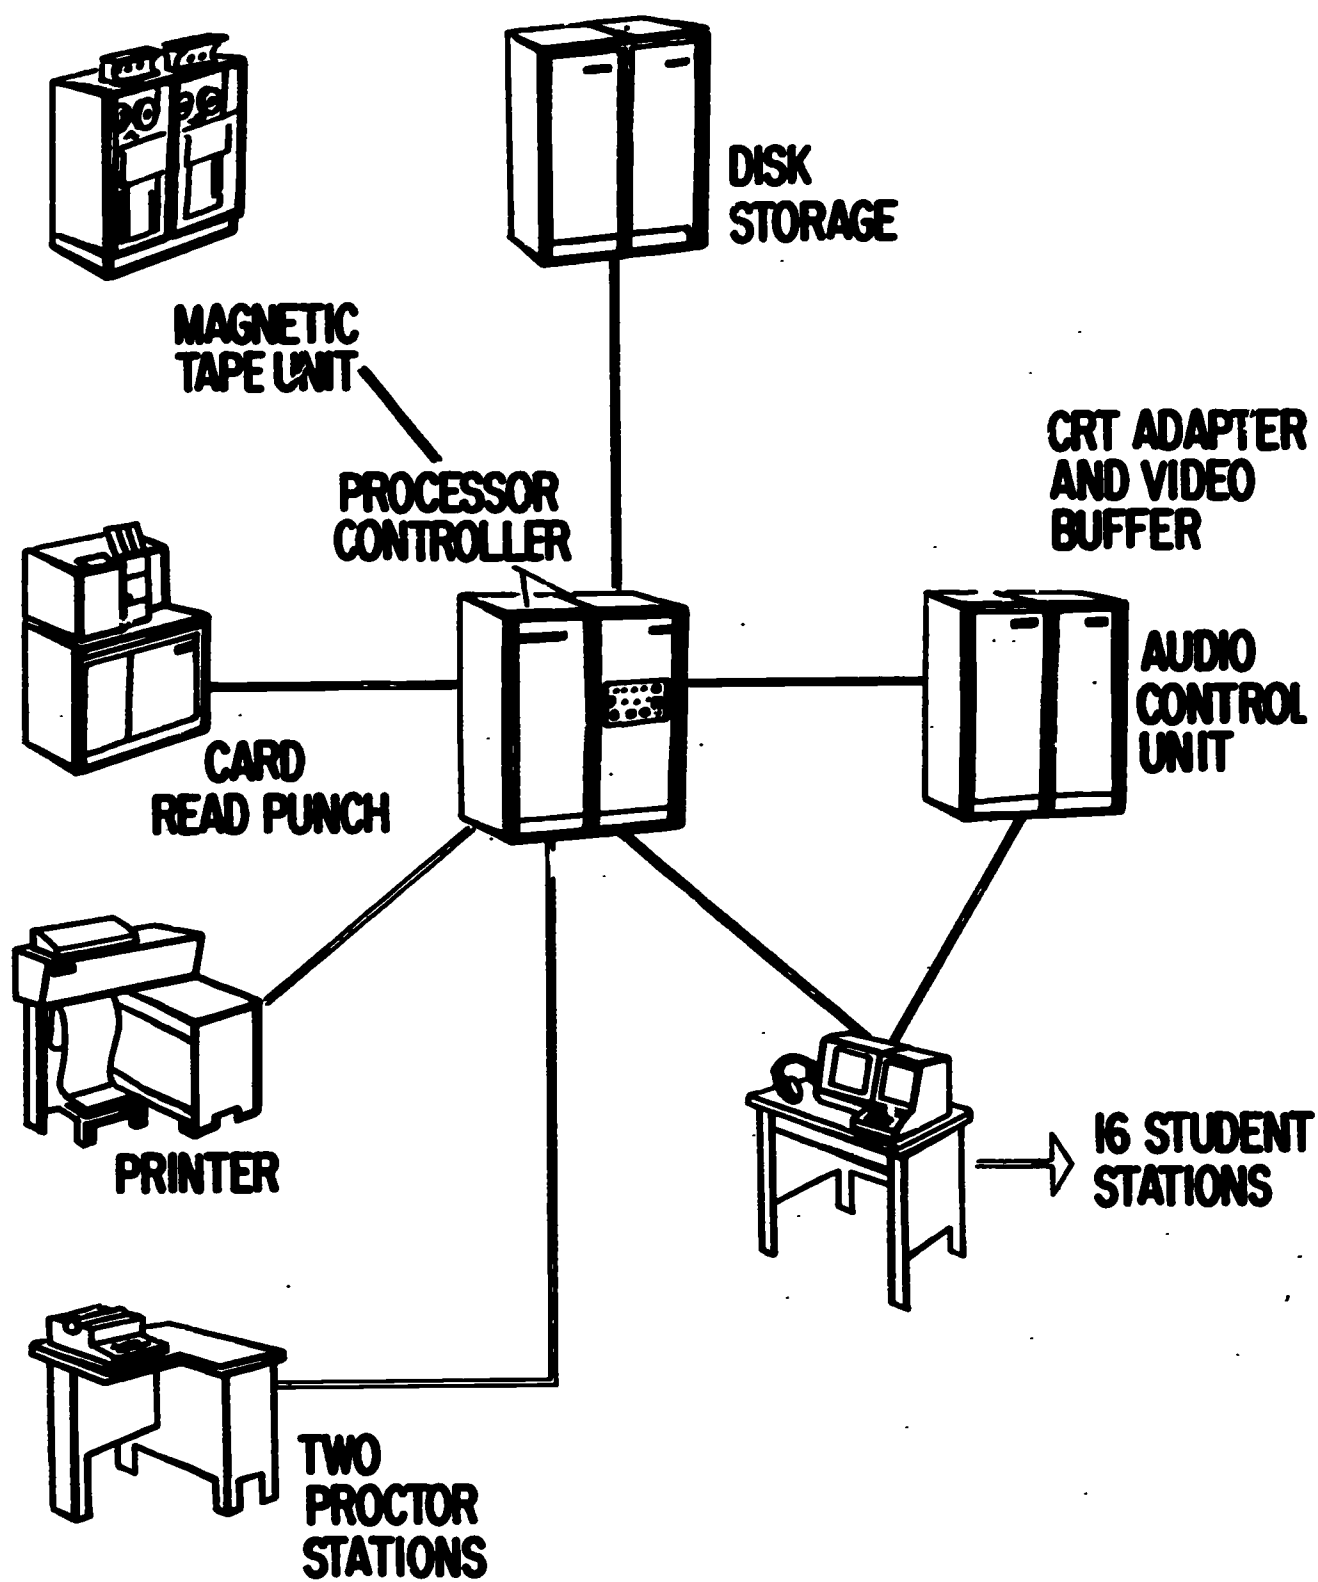 DISK
STORAGE
MAGNETIC
TAPE UNIT
CRT ADAPTER
AND VIDEO
BUFFER
PROCESSOR
CONTROLLER
AUDIO
CONTROL
UNIT
CARD
READ PUNCH
PRINTER
16 STUDENT
STATIONS
TWO
PROCTOR
STATIONS